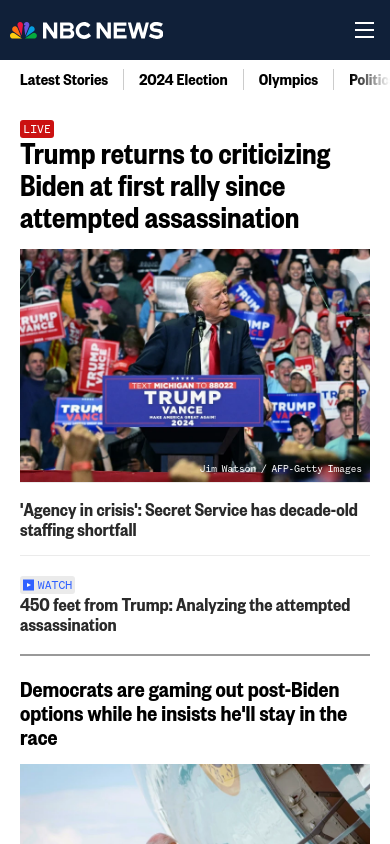 NBC NEWS
Latest Stories
2024 Election
Olympics
Politic
LIVE
Trump returns to criticizing
Biden at first rally since
attempted assassination
TRUMP
VANCE
TRUMP
VANCE
TEXT MICHIGAN TO 88022
TRUMP
VANCE
MAKE AMERICA GREAT AGAIN!
2024
Jim Watson / AFP-Getty Images
'Agency in crisis': Secret Service has decade-old
staffing shortfall
WATCH
450 feet from Trump: Analyzing the attempted
assassination
Democrats are gaming out post-Biden
options while he insists he'll stay in the
race